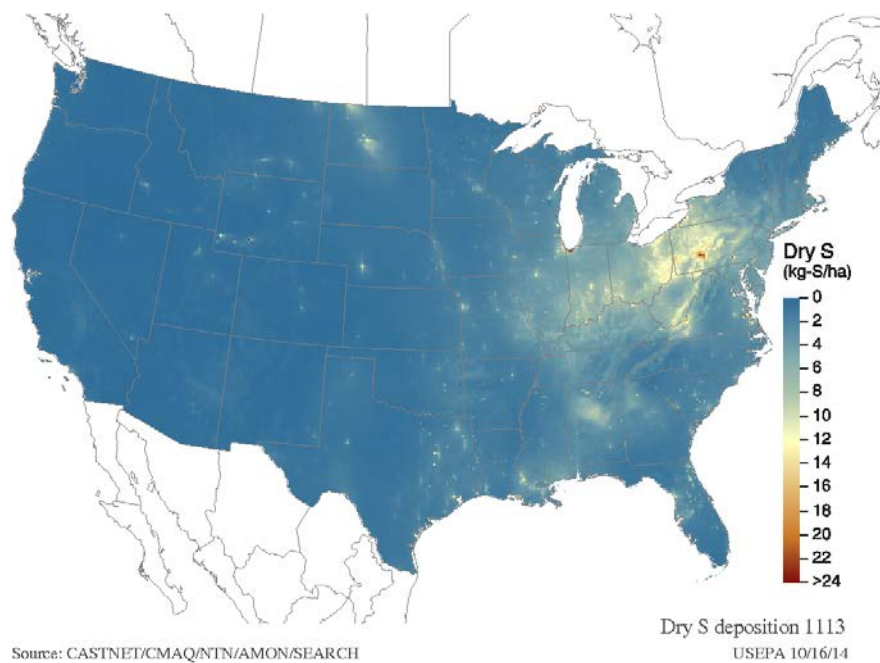 Dry S
(kg-S/ha)
0
2
4
6
8
10
12
14
16
18
20
22
>24
Dry S deposition 1113
Source: CASTNET/CMAQ/NTN/AMON/SEARCH
USEPA 10/16/14